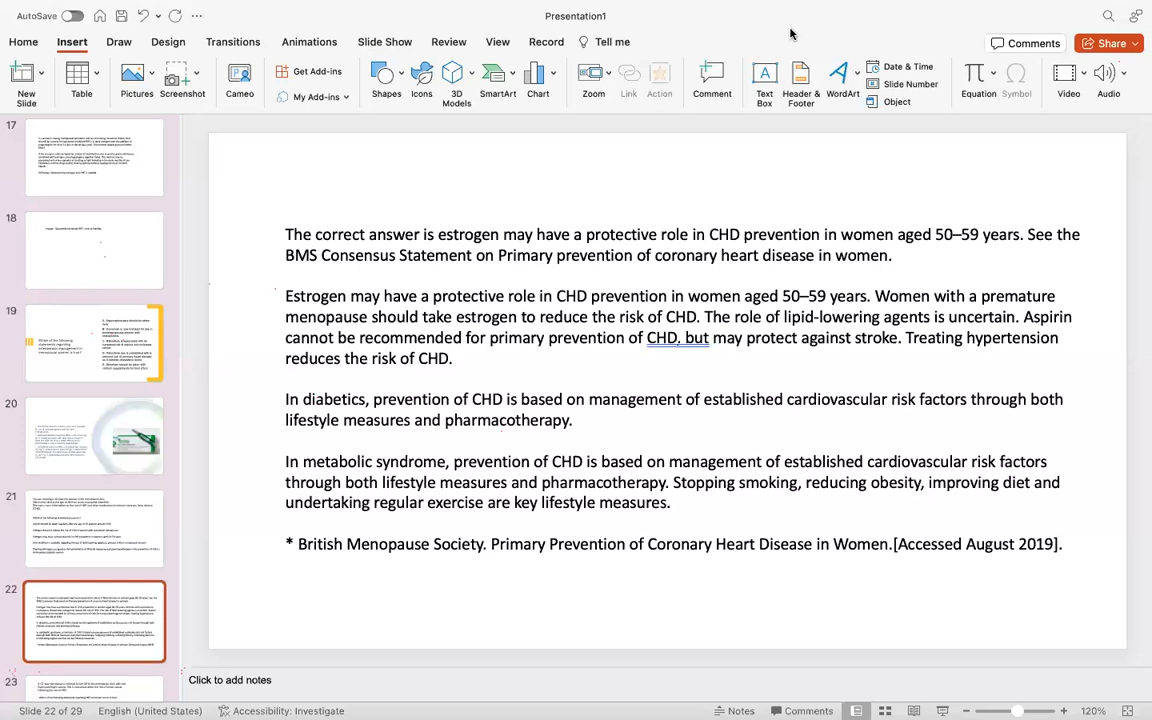 AutoSave
Presentation1
Home Insert Draw Design Transitions Animations Slide Show Review View Record Tell me
Comments Share
New Slide
Table
Pictures
Screenshot
Cameo
Get Add-ins
My Add-ins
Shapes
Icons
3D Models
SmartArt
Chart
Zoom
Link
Action
Comment
Text Box
Header & Footer
WordArt
Date & Time
Slide Number
Object
Equation
Symbol
Video
Audio
17
18
19
20
21
22
23
The correct answer is estrogen may have a protective role in CHD prevention in women aged 50–59 years. See the
BMS Consensus Statement on Primary prevention of coronary heart disease in women.
Estrogen may have a protective role in CHD prevention in women aged 50–59 years. Women with a premature
menopause should take estrogen to reduce the risk of CHD. The role of lipid-lowering agents is uncertain. Aspirin
cannot be recommended for primary prevention of CHD, but may protect against stroke. Treating hypertension
reduces the risk of CHD.
In diabetics, prevention of CHD is based on management of established cardiovascular risk factors through both
lifestyle measures and pharmacotherapy.
In metabolic syndrome, prevention of CHD is based on management of established cardiovascular risk factors
through both lifestyle measures and pharmacotherapy. Stopping smoking, reducing obesity, improving diet and
undertaking regular exercise are key lifestyle measures.
* British Menopause Society. Primary Prevention of Coronary Heart Disease in Women.[Accessed August 2019].
Click to add notes
Slide 22 of 29 English (United States) Accessibility: Investigate Notes Comments 120%